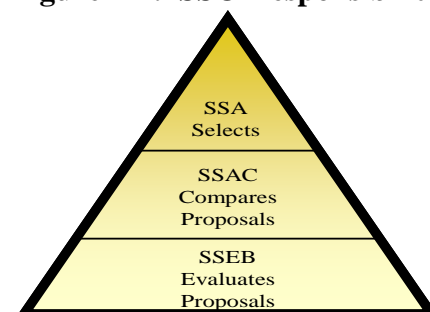 SSA
Selects
SSAC
Compares
Proposals
SSEB
Evaluates
Proposals